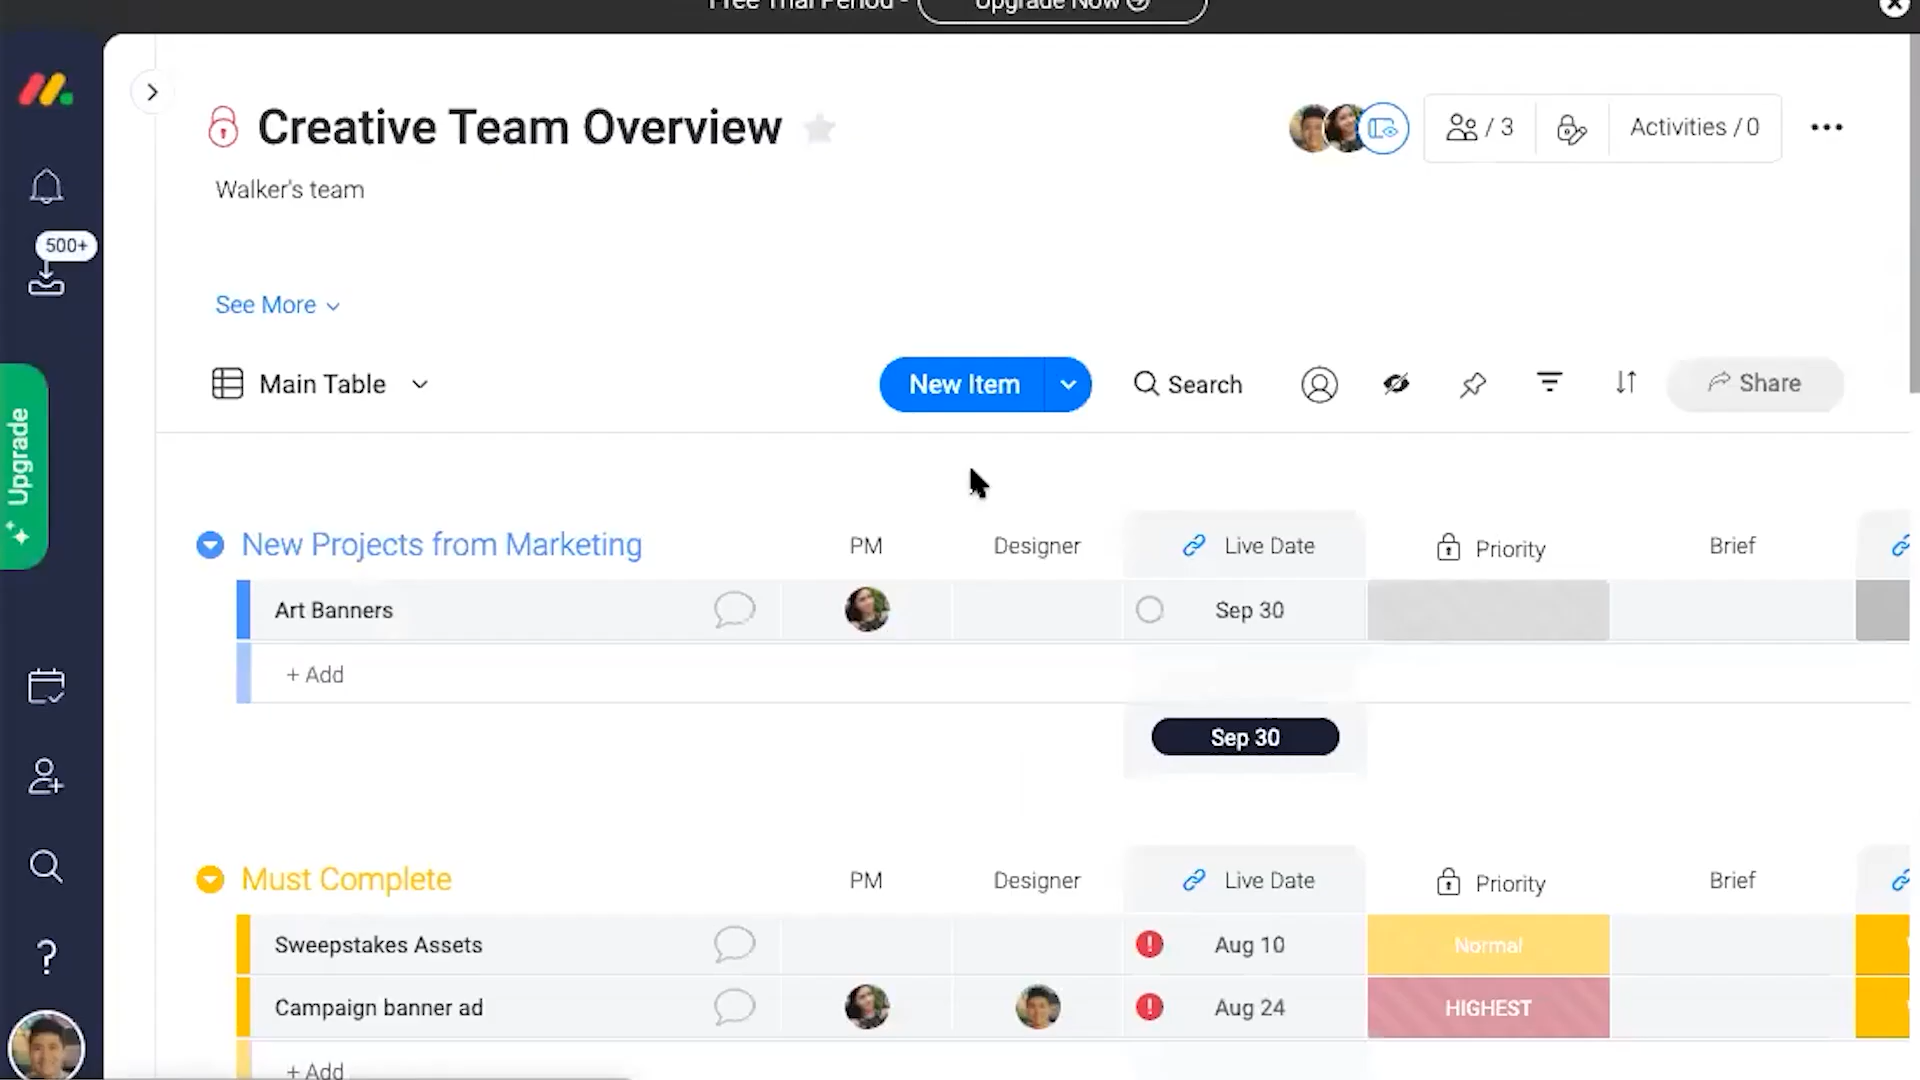 Free Trial Period - Upgrade Now
Creative Team Overview
/ 3
Activities / 0
Walker's team
500+
See More
Main Table
New Item
Search
Share
Upgrade
New Projects from Marketing
PM
Designer
Live Date
Priority
Brief
Art Banners
Sep 30
+ Add
Sep 30
Must Complete
PM
Designer
Live Date
Priority
Brief
Sweepstakes Assets
Aug 10
Normal
Campaign banner ad
Aug 24
HIGHEST
+ Add